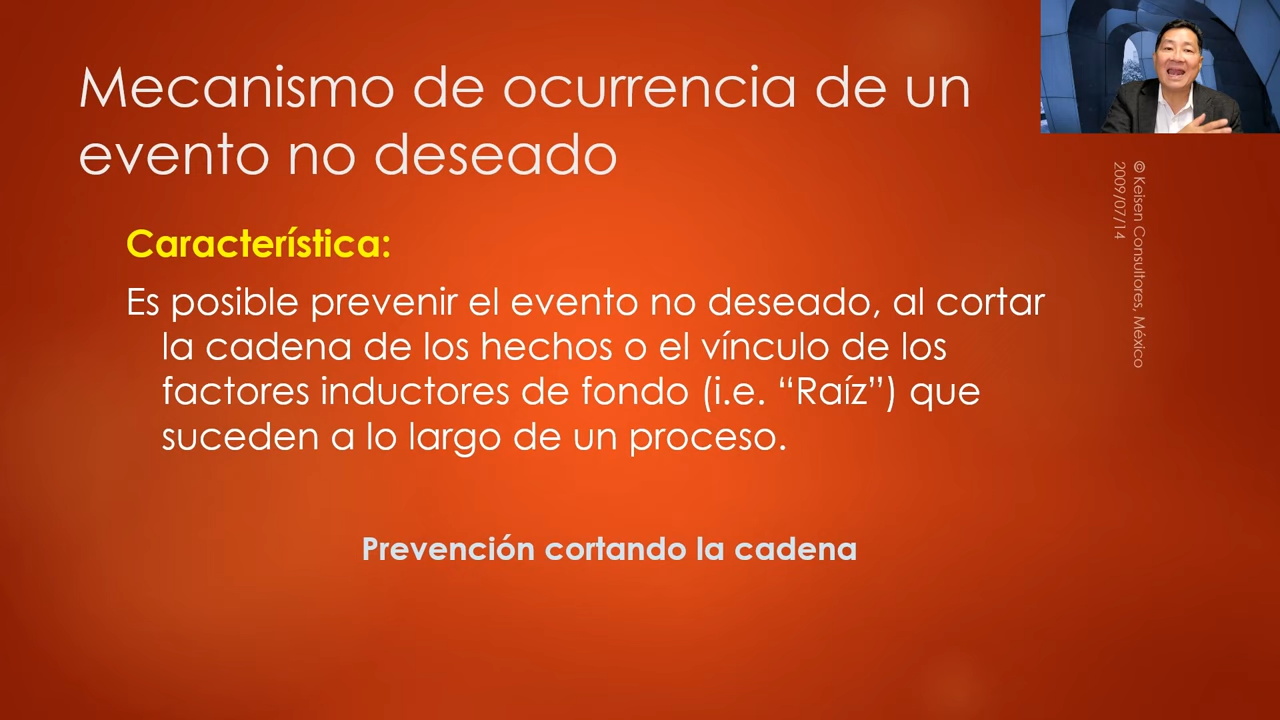 Mecanismo de ocurrencia de un
evento no deseado
Característica:
Es posible prevenir el evento no deseado, al cortar
la cadena de los hechos o el vínculo de los
factores inductores de fondo (i.e. “Raíz”) que
suceden a lo largo de un proceso.
Prevención cortando la cadena
© Keisen Consultores, México
2009/07/14